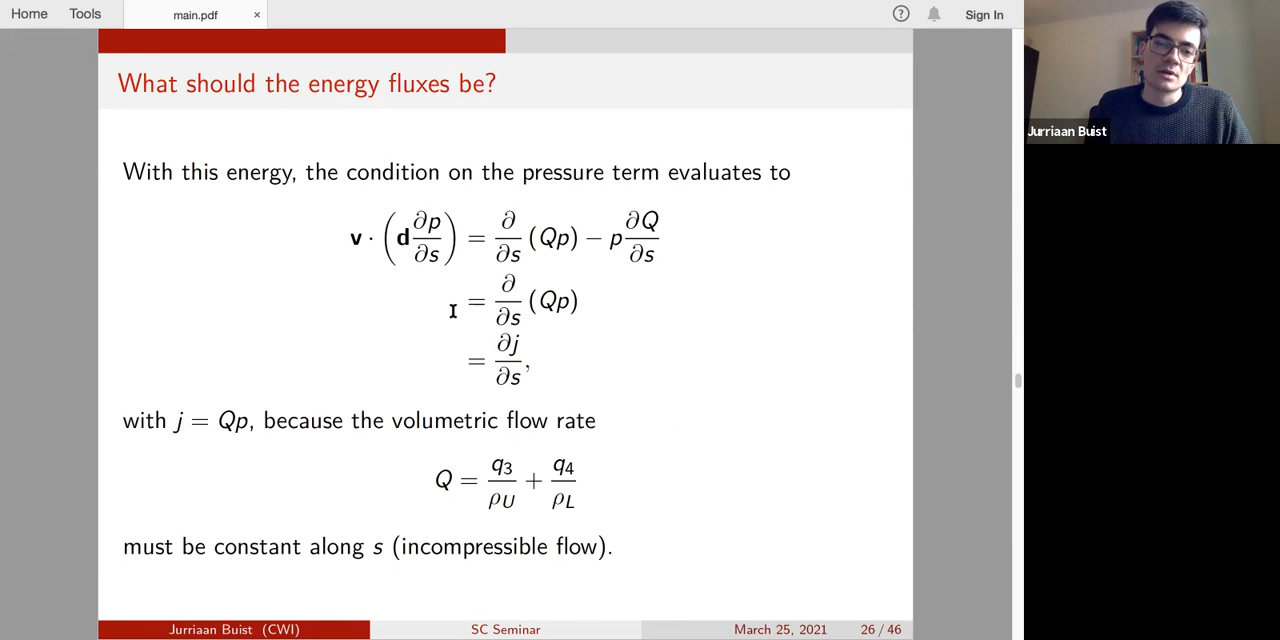 Home Tools main.pdf × ? Sign In
What should the energy fluxes be?
Jurriaan Buist
With this energy, the condition on the pressure term evaluates to
v · (d ∂p/∂s) = ∂/∂s (Qp) − p ∂Q/∂s
= ∂/∂s (Qp)
= ∂j/∂s,
with j = Qp, because the volumetric flow rate
Q = q₃/ρ_U + q₄/ρ_L
must be constant along s (incompressible flow).
Jurriaan Buist (CWI) SC Seminar March 25, 2021 26 / 46